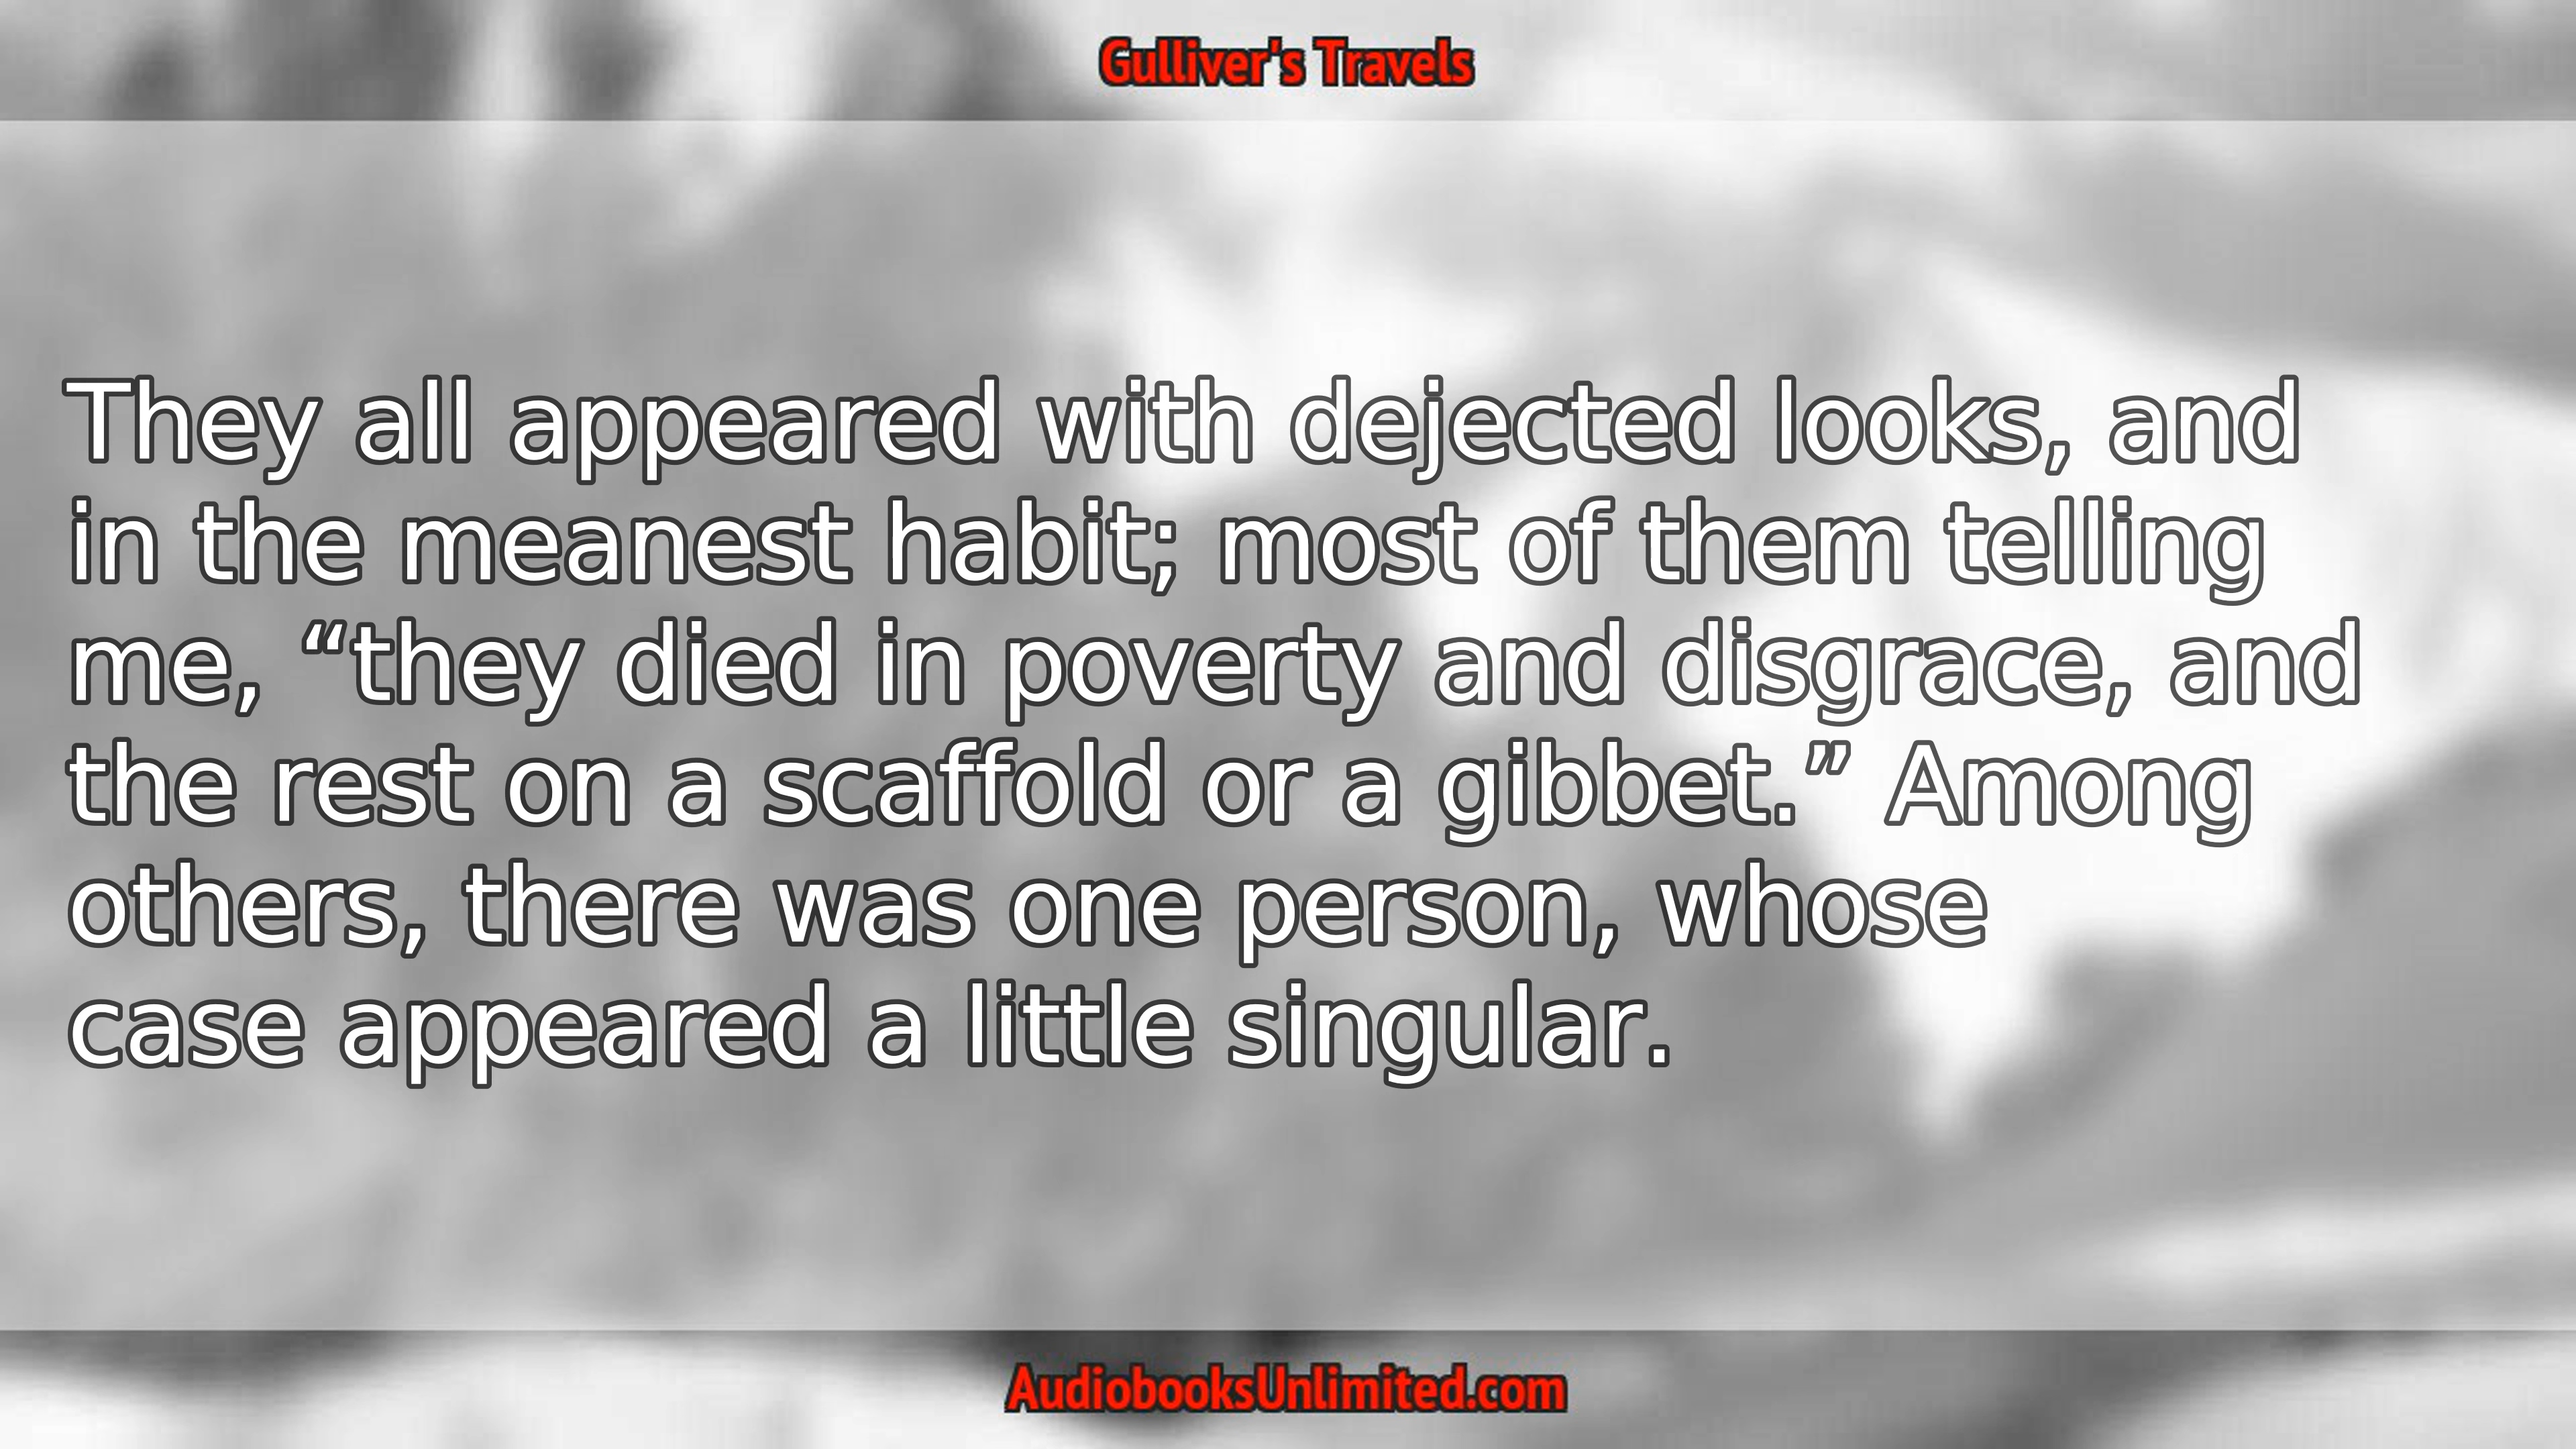 Gulliver's Travels
They all appeared with dejected looks, and
in the meanest habit; most of them telling
me, “they died in poverty and disgrace, and
the rest on a scaffold or a gibbet.” Among
others, there was one person, whose
case appeared a little singular.
AudiobooksUnlimited.com